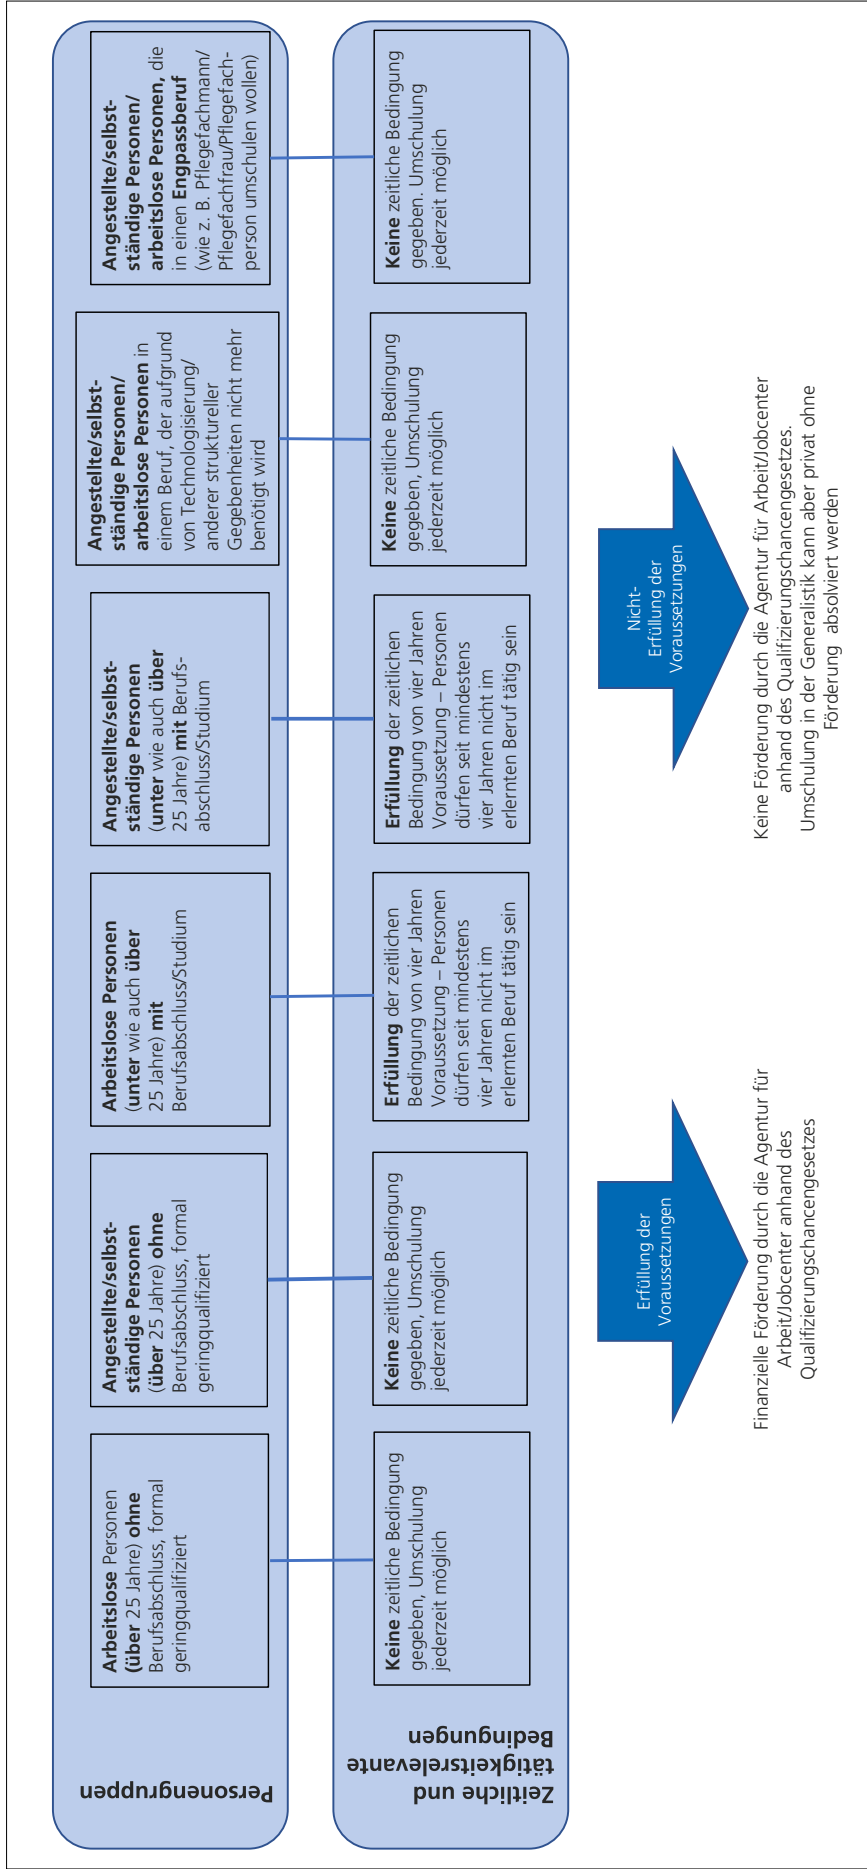 Personengruppen
Arbeitslose Personen
(über 25 Jahre) ohne
Berufsabschluss, formal
geringqualifiziert
Angestellte/selbst-
ständige Personen
(über 25 Jahre) ohne
Berufsabschluss, formal
geringqualifiziert
Arbeitslose Personen
(unter wie auch über
25 Jahre) mit
Berufsabschluss/Studium
Angestellte/selbst-
ständige Personen
(unter wie auch über
25 Jahre) mit Berufs-
abschluss/Studium
Angestellte/selbst-
ständige Personen/
arbeitslose Personen in
einem Beruf, der aufgrund
von Technologisierung/
anderer struktureller
Gegebenheiten nicht mehr
benötigt wird
Angestellte/selbst-
ständige Personen/
arbeitslose Personen, die
in einen Engpassberuf
(wie z. B. Pflegefachmann/
Pflegefachfrau/Pflegefach-
person umschulen wollen)
Zeitliche und
tätigkeitsrelevante
Bedingungen
Keine zeitliche Bedingung
gegeben, Umschulung
jederzeit möglich
Keine zeitliche Bedingung
gegeben, Umschulung
jederzeit möglich
Erfüllung der zeitlichen
Bedingung von vier Jahren
Voraussetzung – Personen
dürfen seit mindestens
vier Jahren nicht im
erlernten Beruf tätig sein
Erfüllung der zeitlichen
Bedingung von vier Jahren
Voraussetzung – Personen
dürfen seit mindestens
vier Jahren nicht im
erlernten Beruf tätig sein
Keine zeitliche Bedingung
gegeben, Umschulung
jederzeit möglich
Keine zeitliche Bedingung
gegeben. Umschulung
jederzeit möglich
Erfüllung der
Voraussetzungen
Nicht-
Erfüllung der
Voraussetzungen
Finanzielle Förderung durch die Agentur für
Arbeit/Jobcenter anhand des
Qualifizierungschancengesetzes
Keine Förderung durch die Agentur für Arbeit/Jobcenter
anhand des Qualifizierungschancengesetzes.
Umschulung in der Generalistik kann aber privat ohne
Förderung absolviert werden